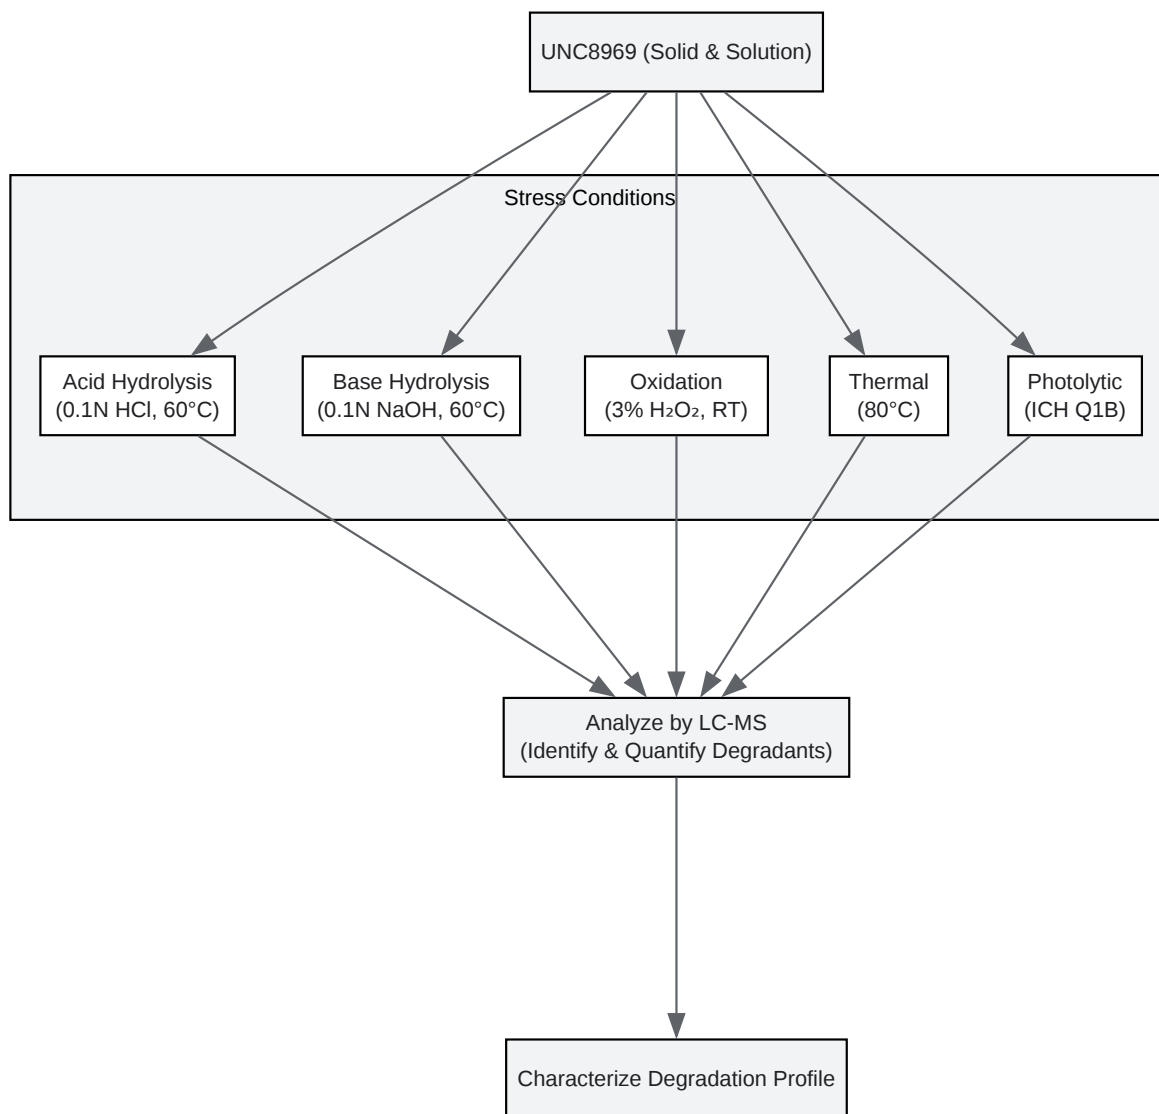 UNC8969 (Solid & Solution)
Stress Conditions
Acid Hydrolysis
(0.1N HCl, 60°C)
Base Hydrolysis
(0.1N NaOH, 60°C)
Oxidation
(3% H₂O₂, RT)
Thermal
(80°C)
Photolytic
(ICH Q1B)
Analyze by LC-MS
(Identify & Quantify Degradants)
Characterize Degradation Profile